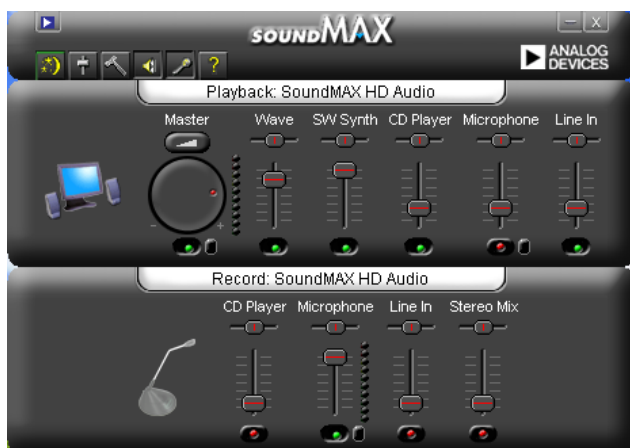 soundMAX
ANALOG
DEVICES
Playback: SoundMAX HD Audio
Master Wave SW Synth CD Player Microphone Line In
Record: SoundMAX HD Audio
CD Player Microphone Line In Stereo Mix